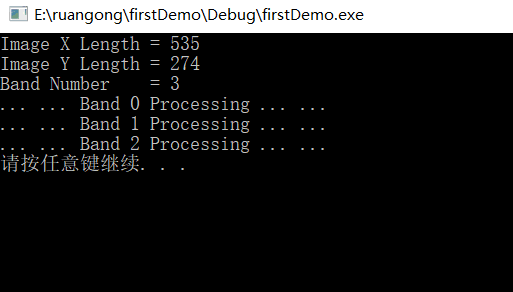 E:\ruangong\firstDemo\Debug\firstDemo.exe
Image X Length = 535
Image Y Length = 274
Band Number    = 3
... ... Band 0 Processing ... ...
... ... Band 1 Processing ... ...
... ... Band 2 Processing ... ...
请按任意键继续. . .